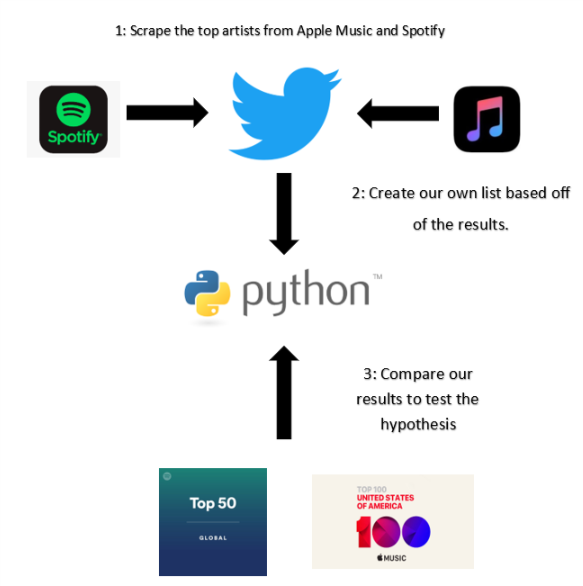 1: Scrape the top artists from Apple Music and Spotify
Spotify
2: Create our own list based off
of the results.
python™
3: Compare our
results to test the
hypothesis
Top 50
GLOBAL
TOP 100
UNITED STATES
OF AMERICA
100
MUSIC